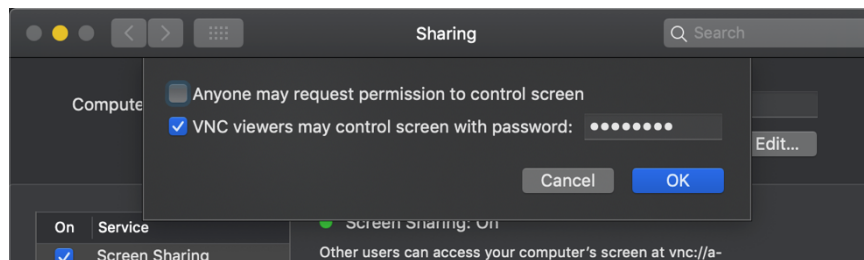 Sharing
Search
Anyone may request permission to control screen
Compute
VNC viewers may control screen with password: ●●●●●●●●
Edit...
Cancel
OK
On Service
Screen Sharing: On
Screen Sharing
Other users can access your computer's screen at vnc://a-